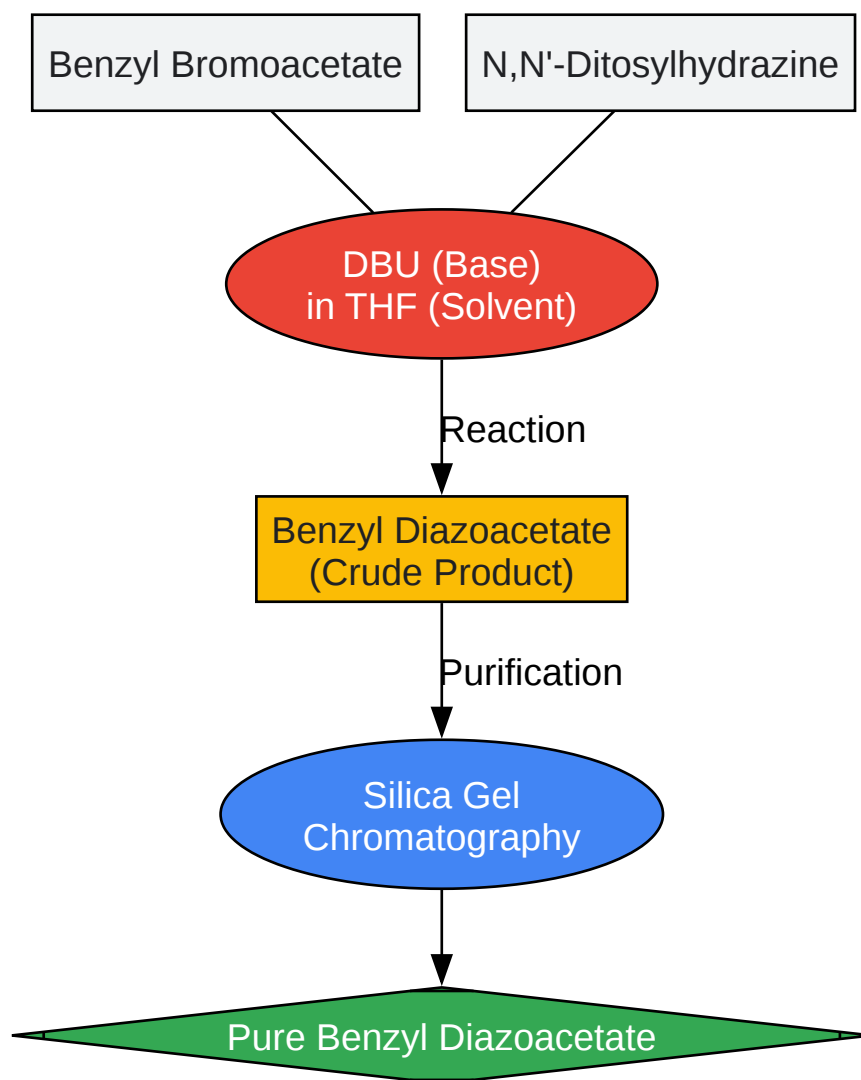 Benzyl Bromoacetate
N,N'-Ditosylhydrazine
DBU (Base)
in THF (Solvent)
Reaction
Benzyl Diazoacetate
(Crude Product)
Purification
Silica Gel
Chromatography
Pure Benzyl Diazoacetate